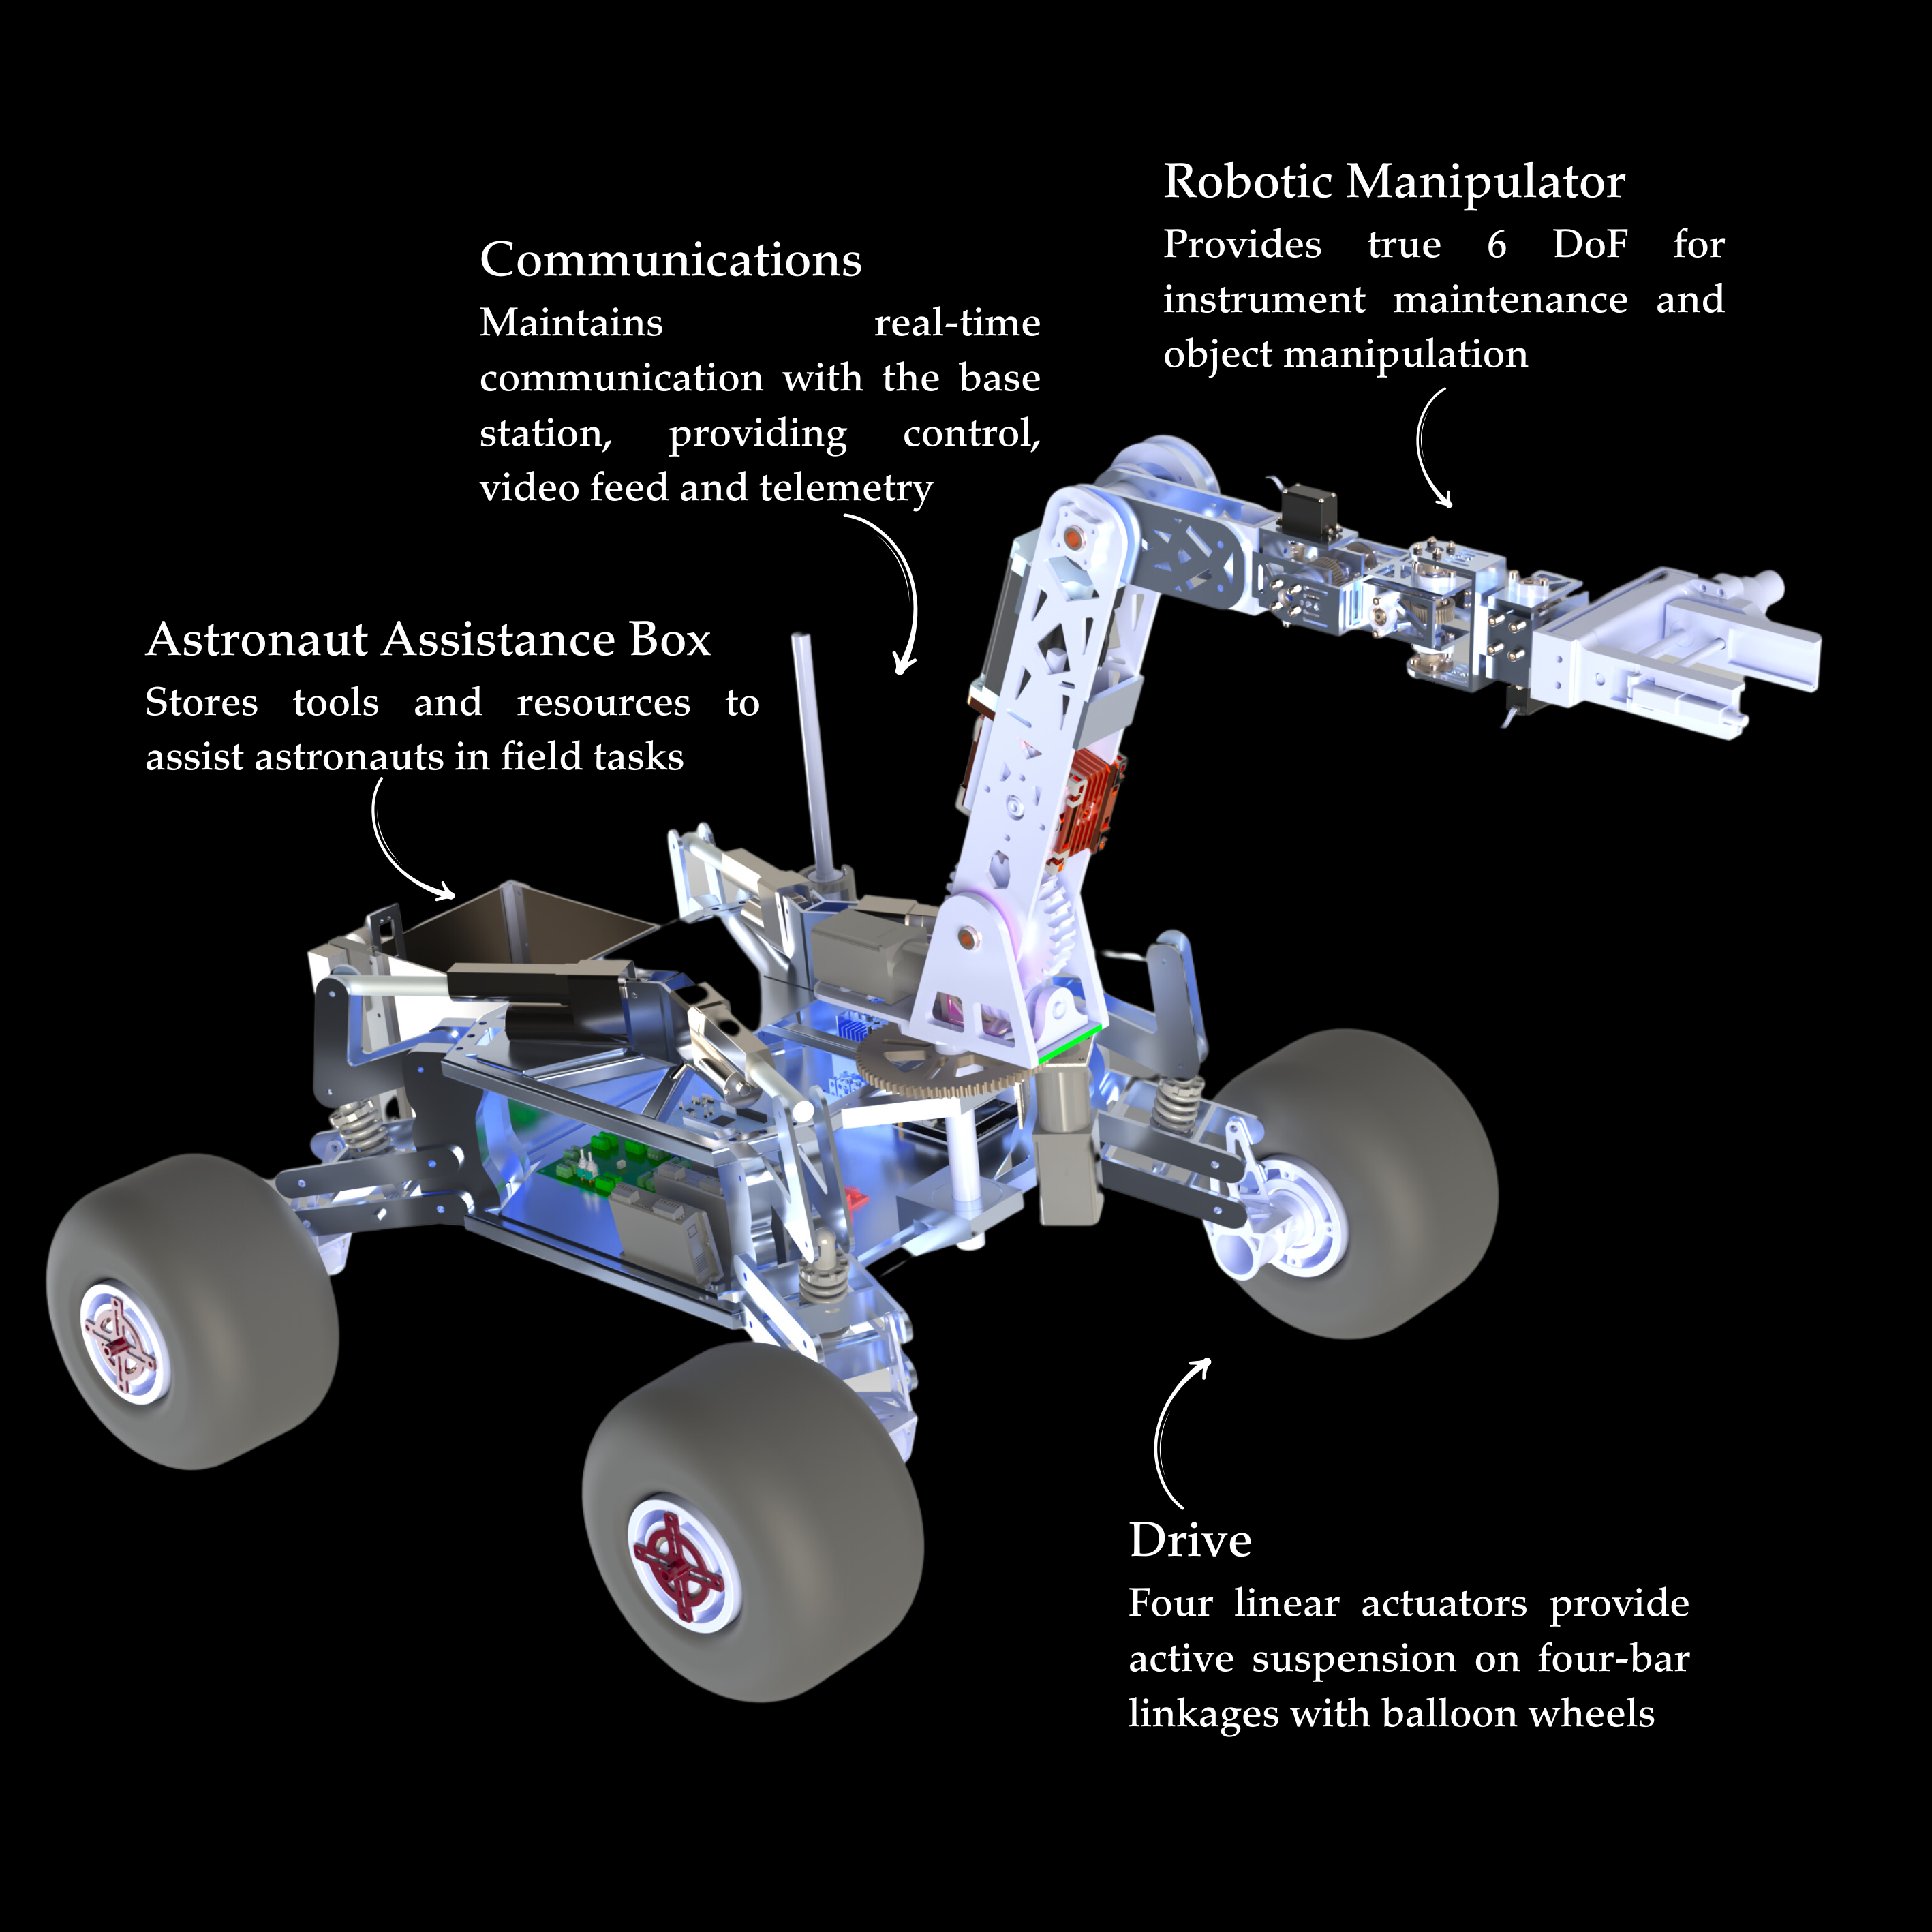 Robotic Manipulator
Provides true 6 DoF for
instrument maintenance and
object manipulation
Communications
Maintains real-time
communication with the base
station, providing control,
video feed and telemetry
Astronaut Assistance Box
Stores tools and resources to
assist astronauts in field tasks
Drive
Four linear actuators provide
active suspension on four-bar
linkages with balloon wheels